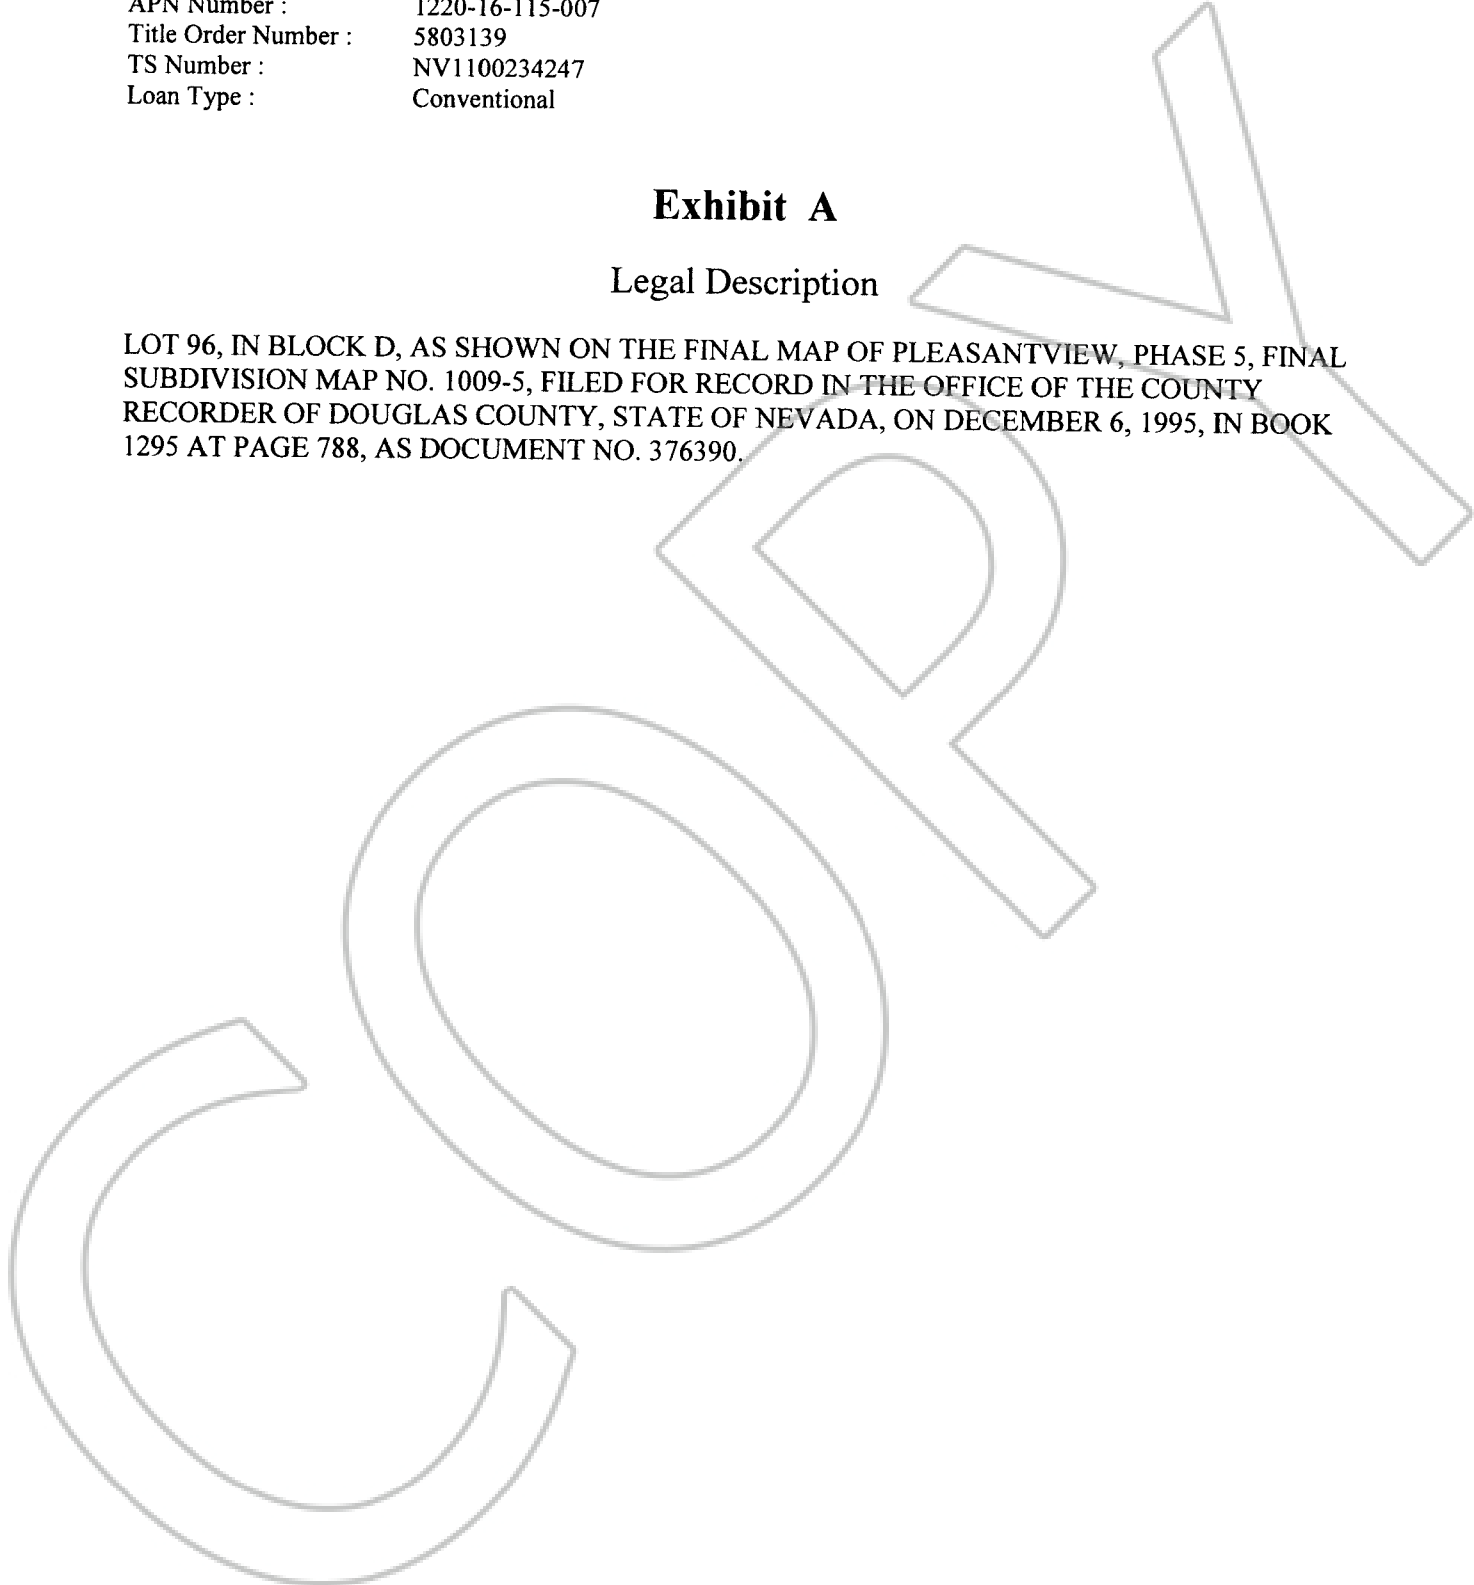 APN Number : 1220-16-115-007
Title Order Number : 5803139
TS Number : NV1100234247
Loan Type : Conventional
Exhibit A
Legal Description
LOT 96, IN BLOCK D, AS SHOWN ON THE FINAL MAP OF PLEASANTVIEW, PHASE 5, FINAL
SUBDIVISION MAP NO. 1009-5, FILED FOR RECORD IN THE OFFICE OF THE COUNTY
RECORDER OF DOUGLAS COUNTY, STATE OF NEVADA, ON DECEMBER 6, 1995, IN BOOK
1295 AT PAGE 788, AS DOCUMENT NO. 376390.
COPY